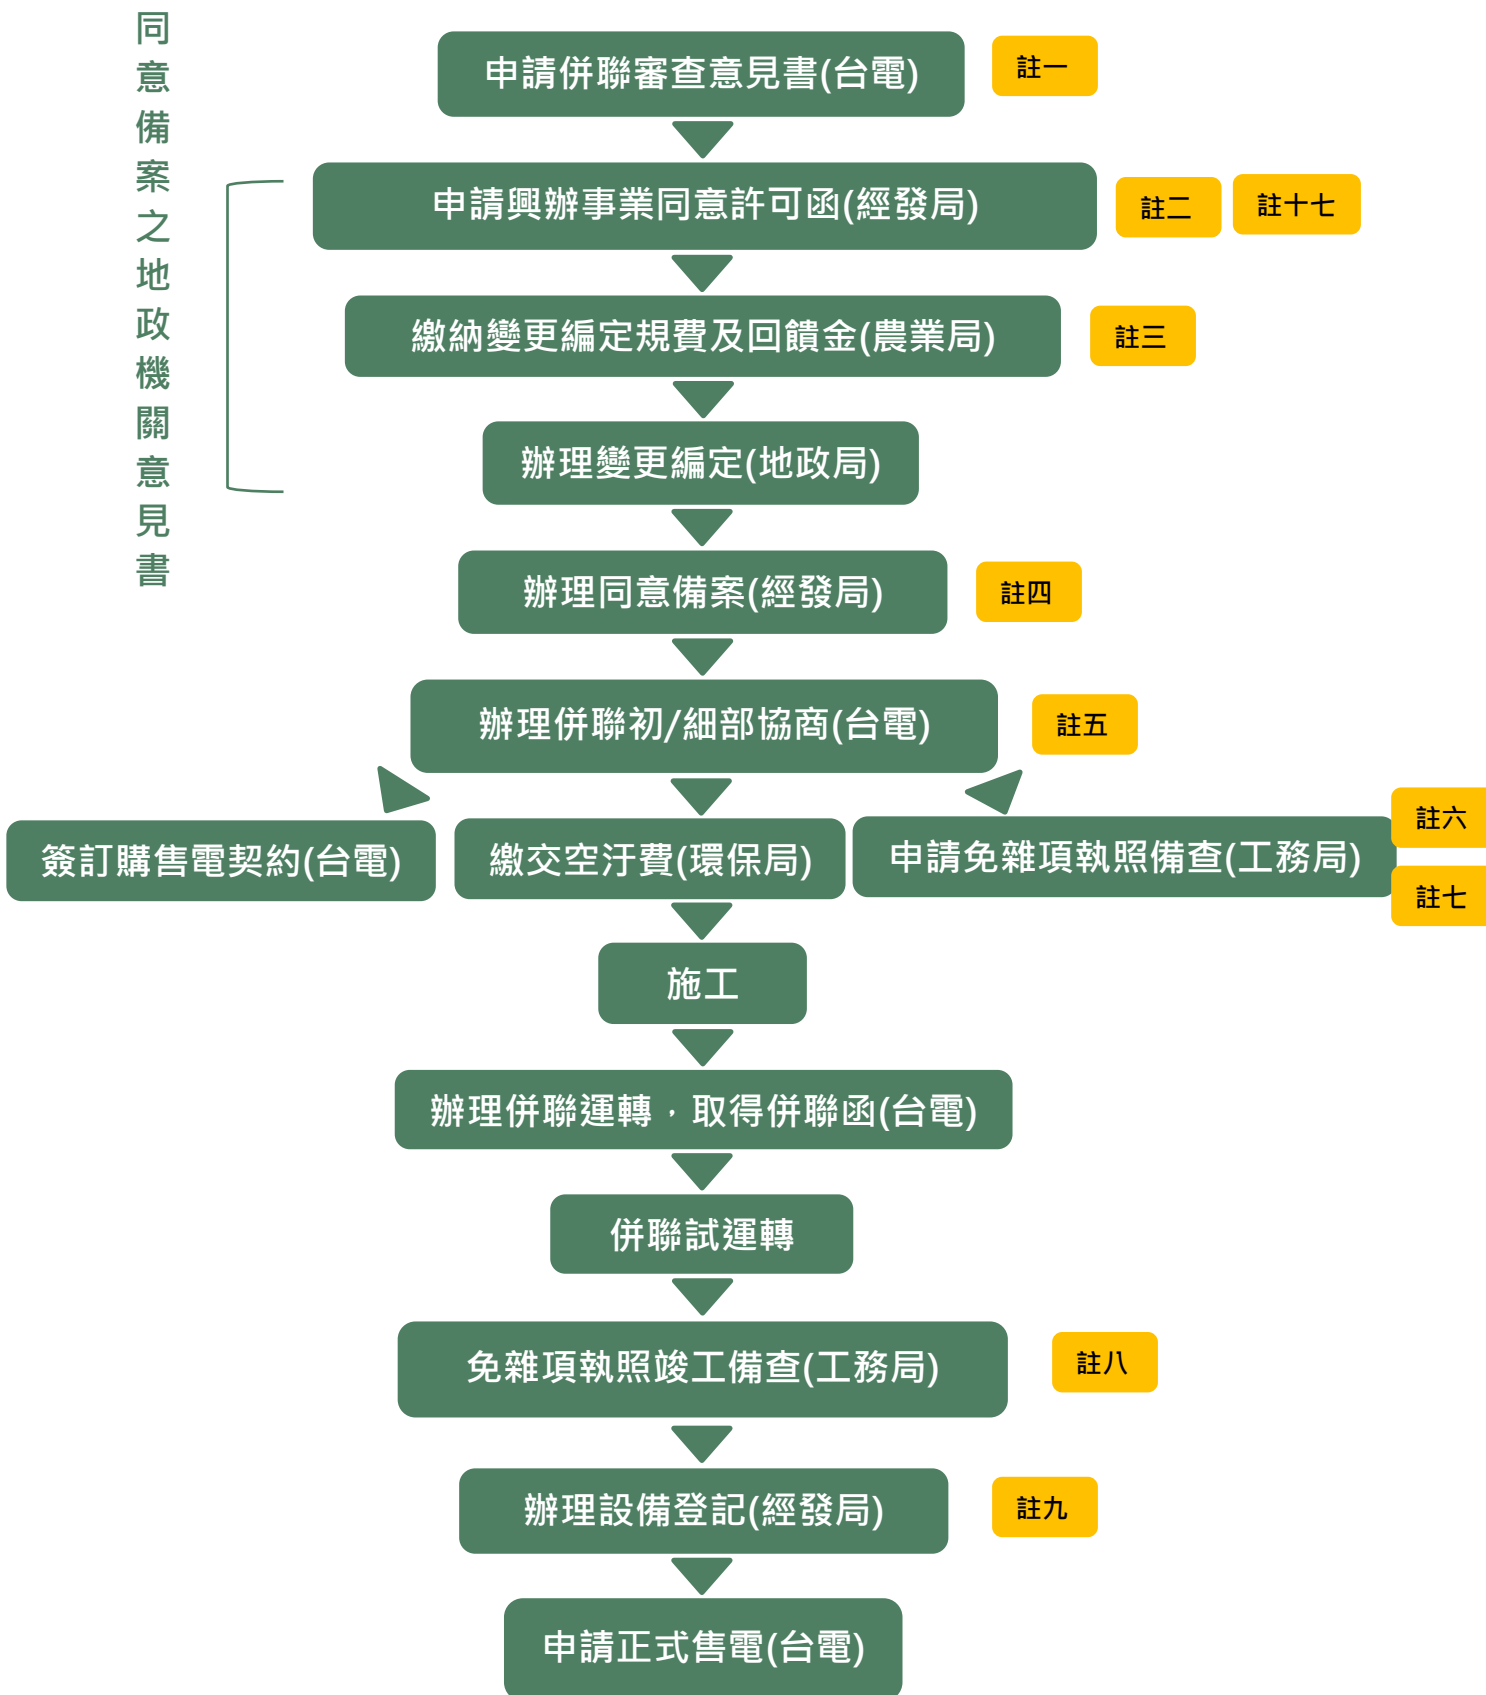 同意備案之地政機關意見書
申請併聯審查意見書(台電)
註一
申請興辦事業同意許可函(經發局)
註二
註十七
繳納變更編定規費及回饋金(農業局)
註三
辦理變更編定(地政局)
辦理同意備案(經發局)
註四
辦理併聯初/細部協商(台電)
註五
簽訂購售電契約(台電)
繳交空汙費(環保局)
申請免雜項執照備查(工務局)
註六
註七
施工
辦理併聯運轉，取得併聯函(台電)
併聯試運轉
免雜項執照竣工備查(工務局)
註八
辦理設備登記(經發局)
註九
申請正式售電(台電)